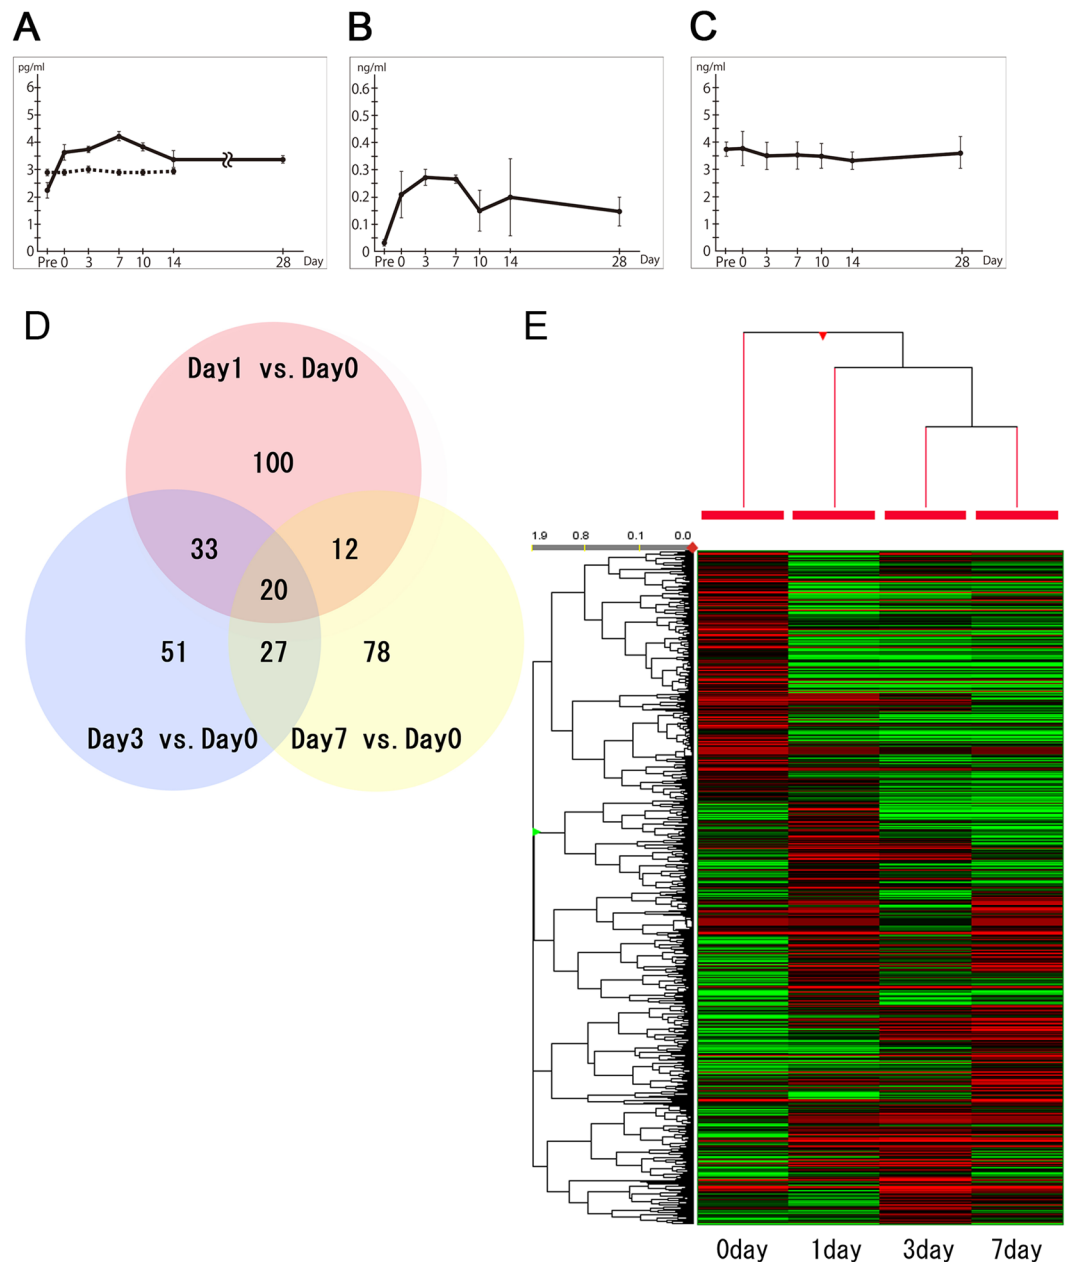 A
B
C
pg/ml
6
5
4
3
2
1
0
Pre 0 3 7 10 14 28 Day
ng/ml
0.6
0.5
0.4
0.3
0.2
0.1
0
Pre 0 3 7 10 14 28 Day
ng/ml
6
5
4
3
2
1
0
Pre 0 3 7 10 14 28 Day
D
Day1 vs.Day0
100
33
12
20
51
27
78
Day3 vs.Day0
Day7 vs.Day0
E
1.9 0.8 0.1 0.0
0day 1day 3day 7day